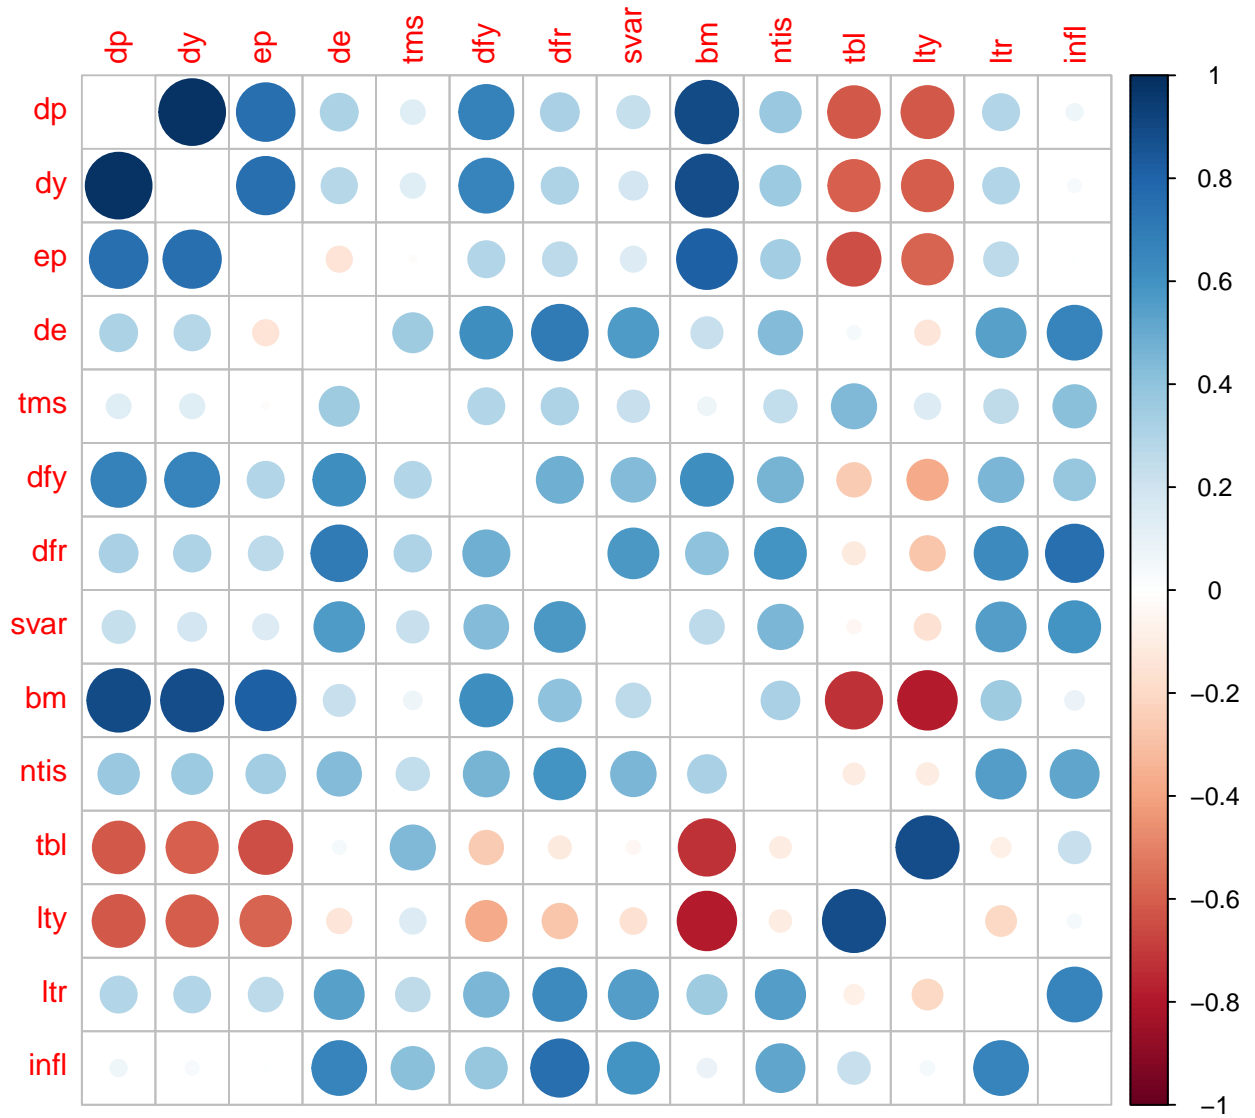 dp dy ep de tms dfy dfr svar bm ntis tbl lty ltr infl
dp
dy
ep
de
tms
dfy
dfr
svar
bm
ntis
tbl
lty
ltr
infl
1
0.8
0.6
0.4
0.2
0
−0.2
−0.4
−0.6
−0.8
−1